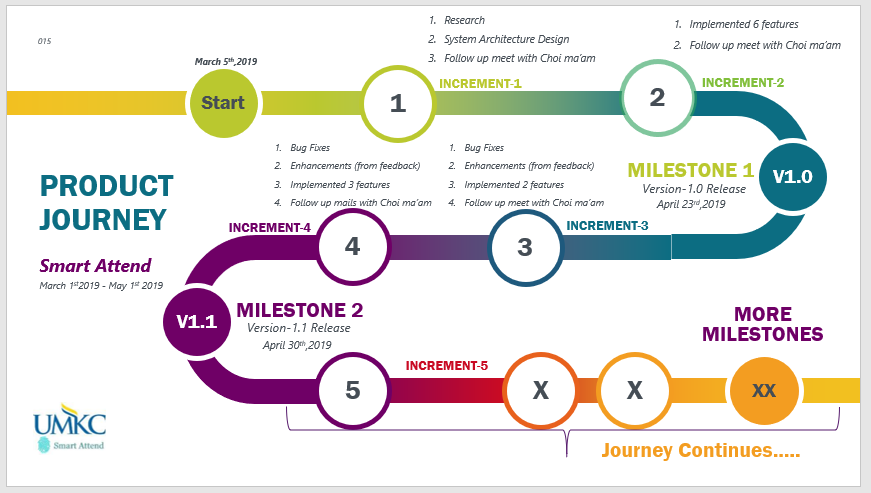 015
March 5th,2019
Start
1
INCREMENT-1
1. Research
2. System Architecture Design
3. Follow up meet with Choi ma'am
2
INCREMENT-2
1. Implemented 6 features
2. Follow up meet with Choi ma'am
MILESTONE 1
Version-1.0 Release
April 23rd,2019
V1.0
PRODUCT
JOURNEY
Smart Attend
March 1st2019 - May 1st 2019
1. Bug Fixes
2. Enhancements (from feedback)
3. Implemented 2 features
4. Follow up meet with Choi ma'am
INCREMENT-3
3
1. Bug Fixes
2. Enhancements (from feedback)
3. Implemented 3 features
4. Follow up mails with Choi ma'am
INCREMENT-4
4
V1.1
MILESTONE 2
Version-1.1 Release
April 30th,2019
5
INCREMENT-5
X
X
MORE
MILESTONES
XX
Journey Continues.....
UMKC
Smart Attend